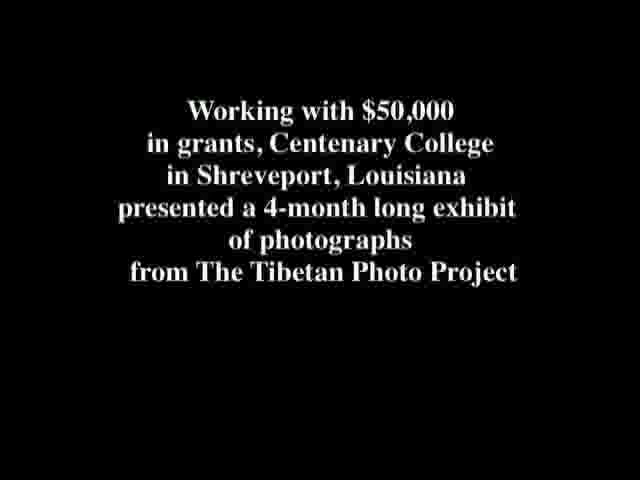 Working with $50,000
in grants, Centenary College
in Shreveport, Louisiana
presented a 4-month long exhibit
of photographs
from The Tibetan Photo Project